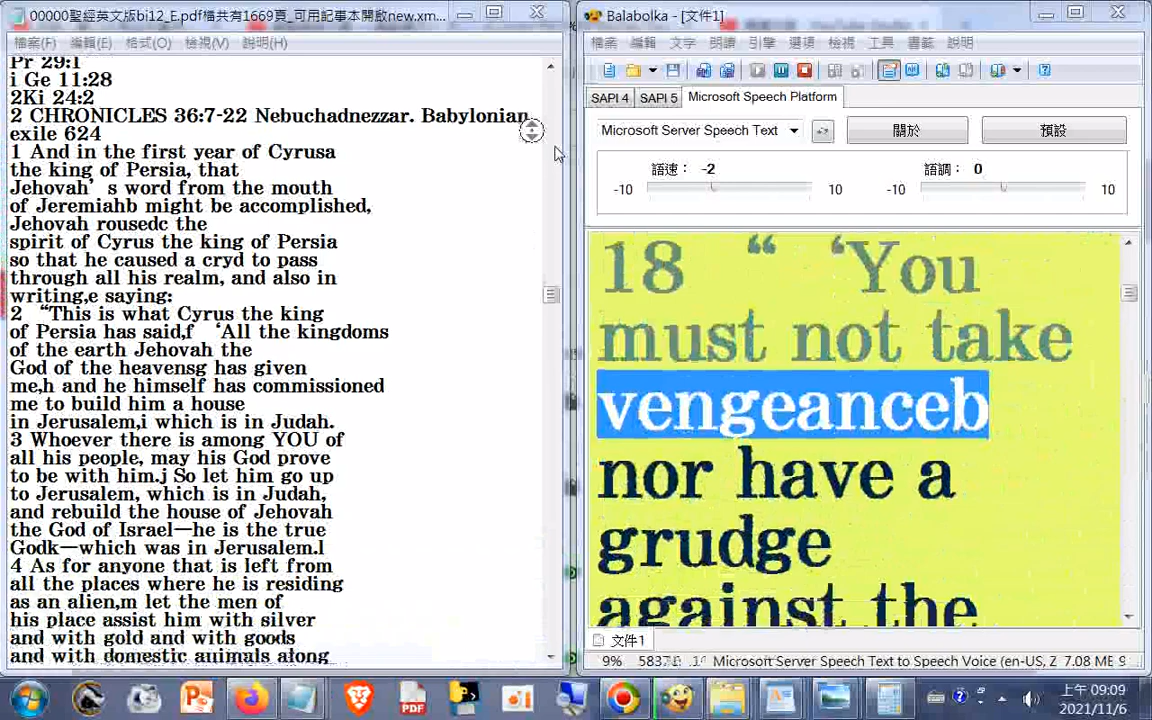 00000聖經英文版bi12_E.pdf檔共有1669頁_可用記事本開啟new.xm...
檔案(F) 編輯(E) 格式(O) 檢視(V) 說明(H)
Pr 29:1
i Ge 11:28
2Ki 24:2
2 CHRONICLES 36:7-22 Nebuchadnezzar. Babylonian
exile 624
1 And in the first year of Cyrusa
the king of Persia, that
Jehovah’s word from the mouth
of Jeremiahb might be accomplished,
Jehovah rousedc the
spirit of Cyrus the king of Persia
so that he caused a cryd to pass
through all his realm, and also in
writing,e saying:
2 “This is what Cyrus the king
of Persia has said,f ‘All the kingdoms
of the earth Jehovah the
God of the heavensg has given
me,h and he himself has commissioned
me to build him a house
in Jerusalem,i which is in Judah.
3 Whoever there is among YOU of
all his people, may his God prove
to be with him.j So let him go up
to Jerusalem, which is in Judah,
and rebuild the house of Jehovah
the God of Israel—he is the true
Godk—which was in Jerusalem.l
4 As for anyone that is left from
all the places where he is residing
as an alien,m let the men of
his place assist him with silver
and with gold and with goods
and with domestic animals along
Balabolka - [文件1]
檔案 編輯 文字 朗讀 引擎 選項 檢視 工具 書籤 說明
SAPI 4 SAPI 5 Microsoft Speech Platform
Microsoft Server Speech Text 關於 預設
語速： -2 語調： 0
-10 10 -10 10
18 “ ‘You
must not take
vengeanceb
nor have a
grudge
against the
文件1
9% Microsoft Server Speech Text to Speech Voice (en-US, Z 7.08 MB
上午 09:09
2021/11/6